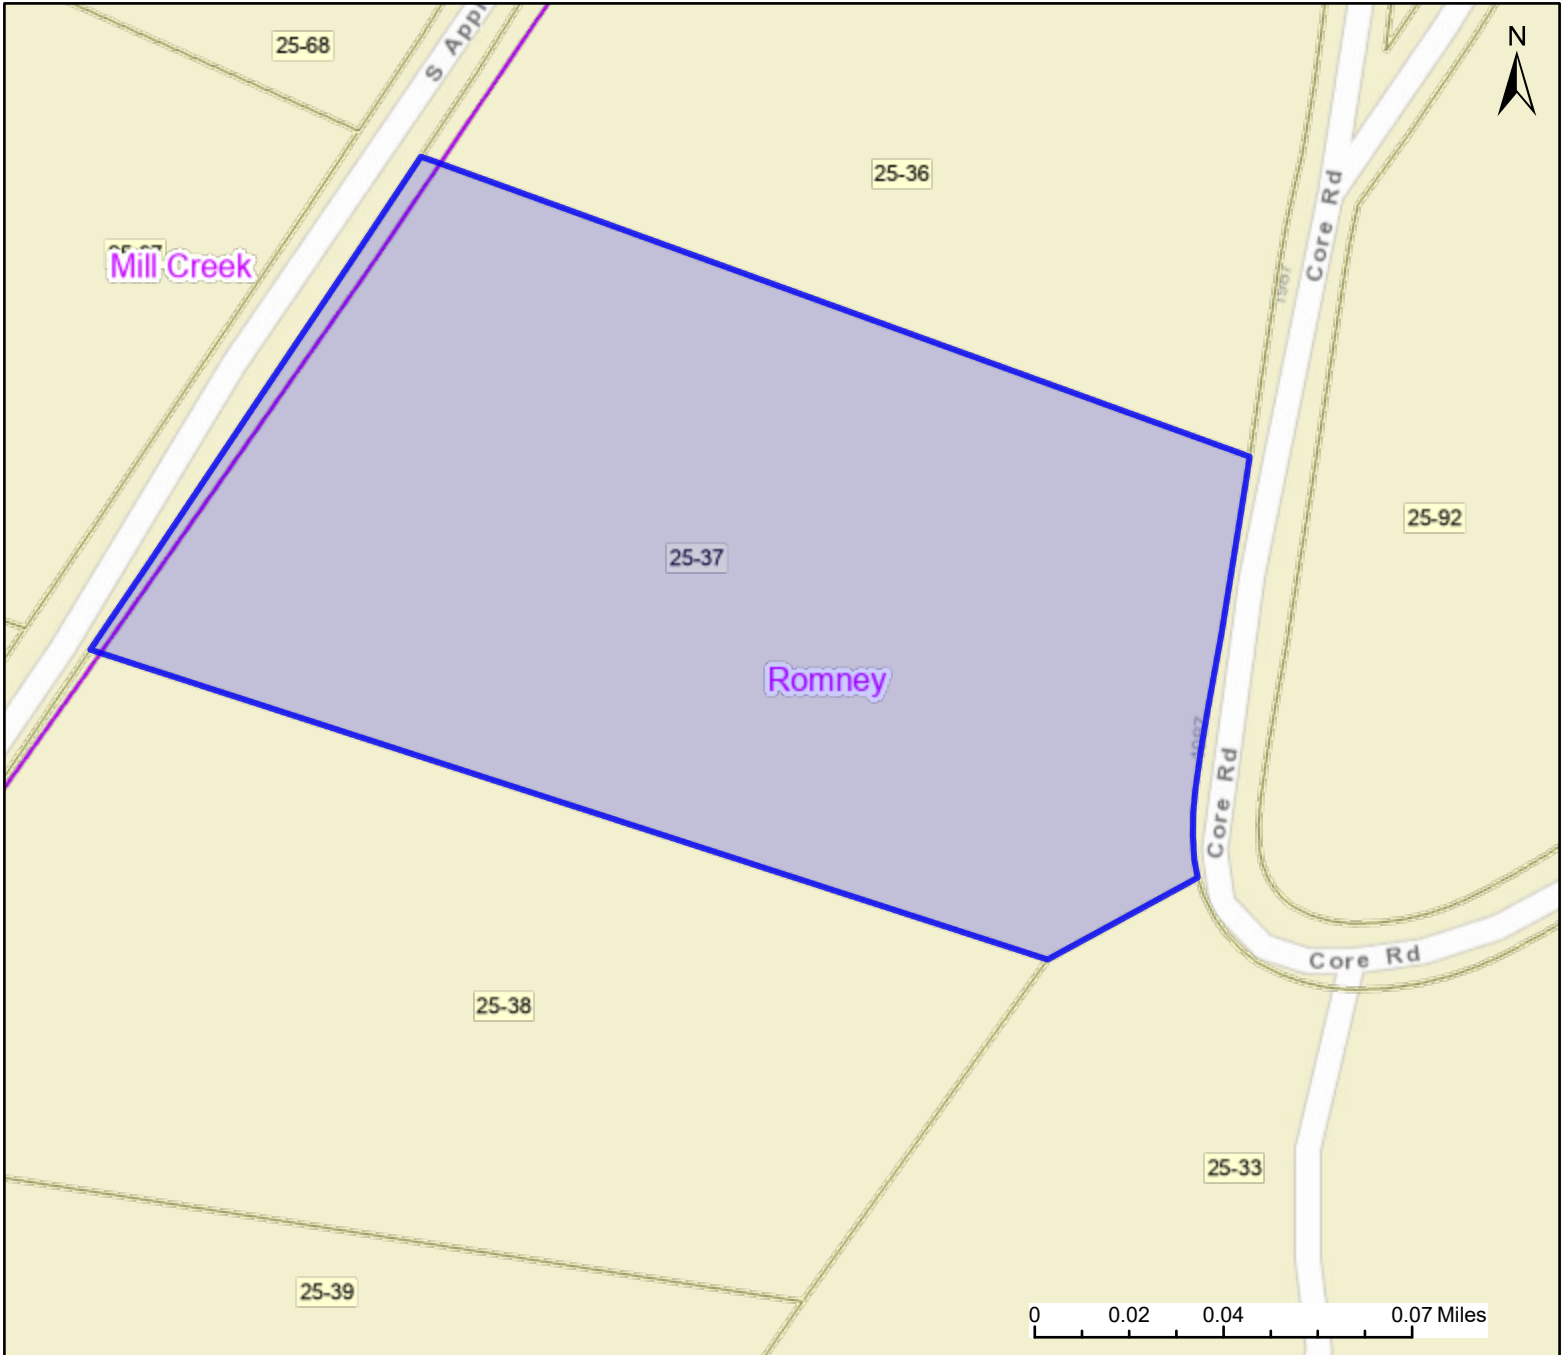 S Appl
N
25-68
25-36
Core Rd
Mill Creek
1987
25-92
25-37
Romney
Core Rd
Core Rd
25-38
25-33
25-39
0 0.02 0.04 0.07 Miles